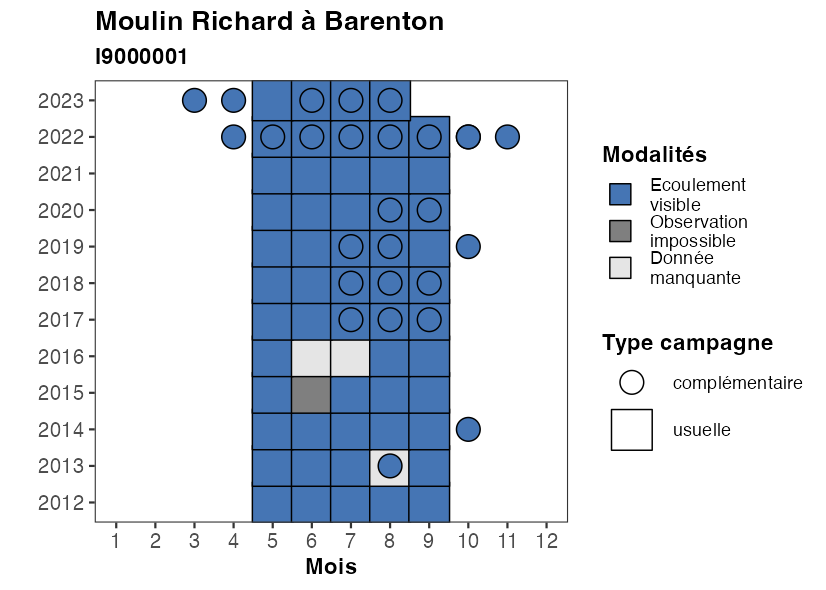 Moulin Richard à Barenton
I9000001
2023
2022
2021
2020
2019
2018
2017
2016
2015
2014
2013
2012
1 2 3 4 5 6 7 8 9 10 11 12
Mois
Modalités
Ecoulement
visible
Observation
impossible
Donnée
manquante
Type campagne
complémentaire
usuelle